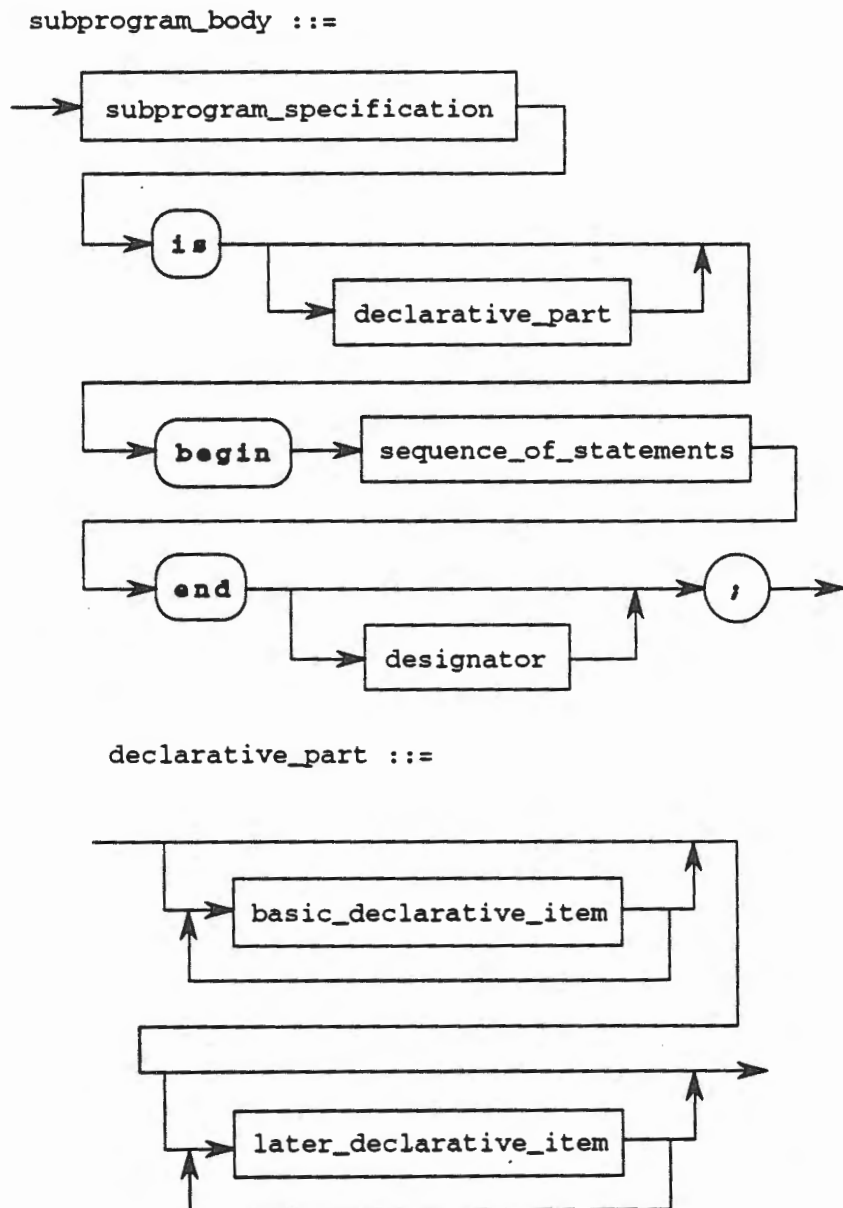 subprogram_body ::=
subprogram_specification
is
declarative_part
begin sequence_of_statements
end ;
designator
declarative_part ::=
basic_declarative_item
later_declarative_item